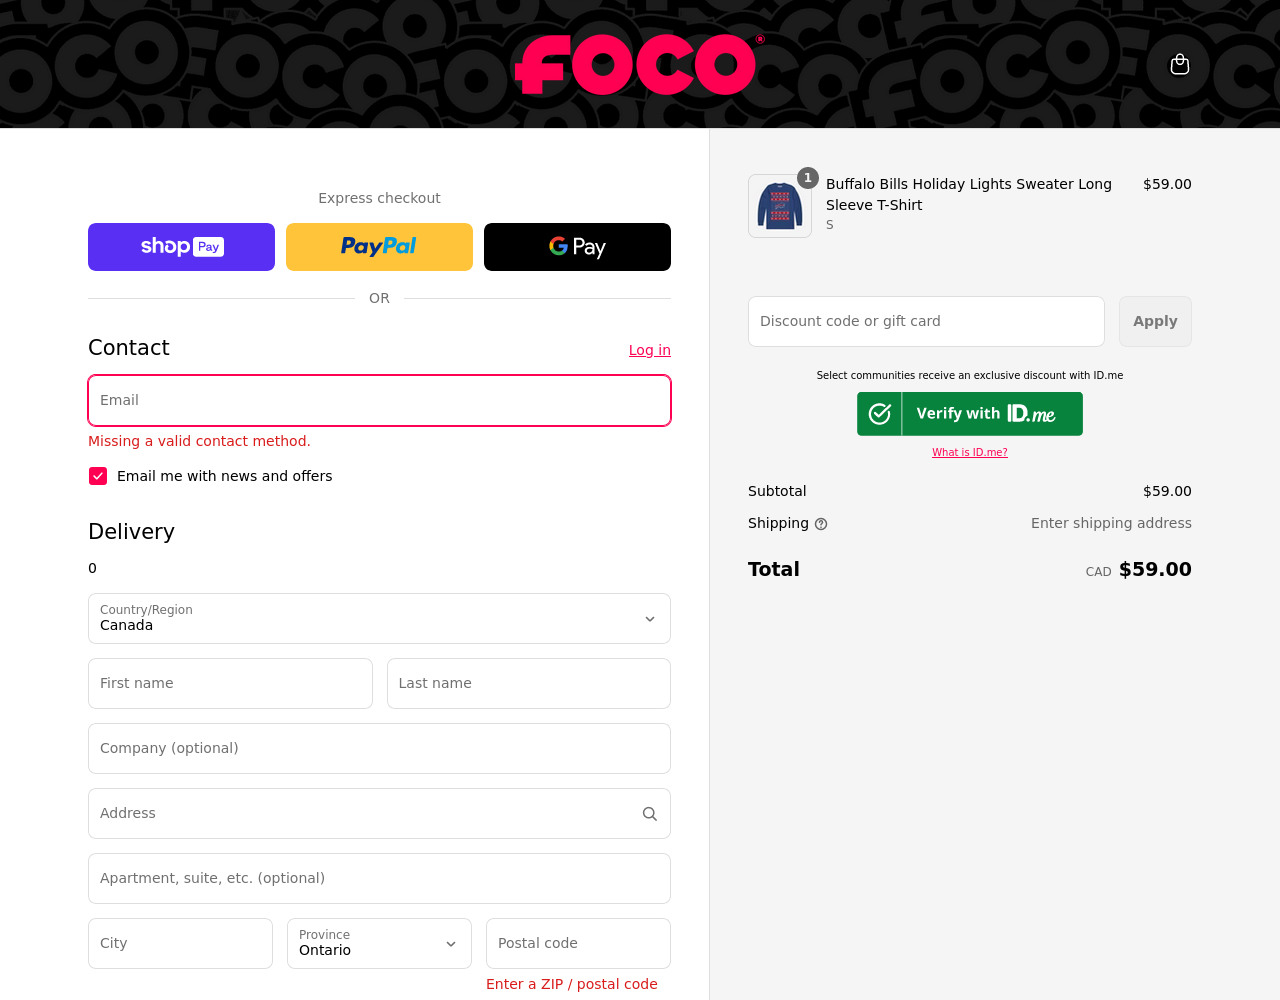 FOCO®
Express checkout
shop Pay
PayPal
G Pay
OR
Contact
Log in
Email
Missing a valid contact method.
Email me with news and offers
Delivery
0
Country/Region
Canada
First name
Last name
Company (optional)
Address
Apartment, suite, etc. (optional)
City
Province
Ontario
Postal code
Enter a ZIP / postal code
1
Buffalo Bills Holiday Lights Sweater Long
Sleeve T-Shirt
S
$59.00
Discount code or gift card
Apply
Select communities receive an exclusive discount with ID.me
Verify with ID.me
What is ID.me?
Subtotal
$59.00
Shipping
Enter shipping address
Total
CAD $59.00